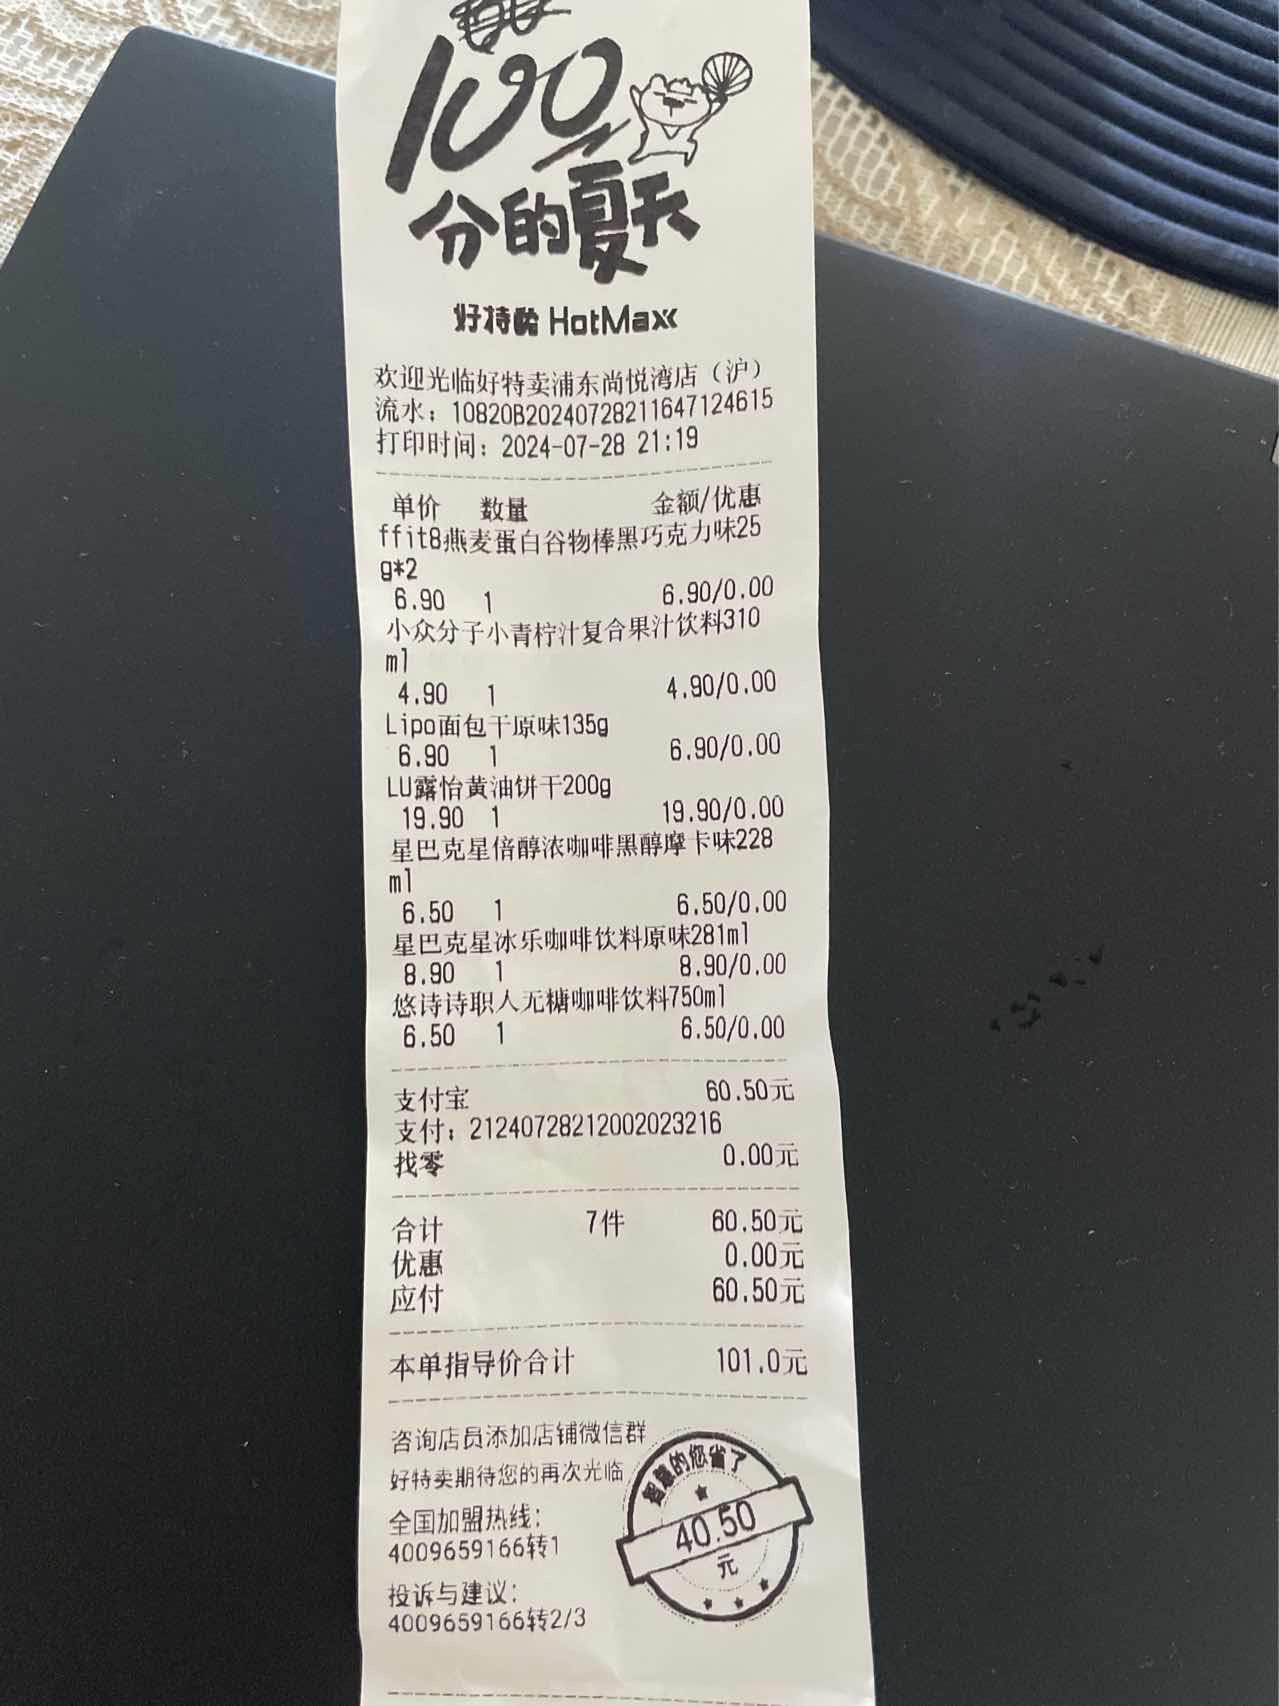 100
分的夏天
好特卖 HotMaxx
欢迎光临好特卖浦东尚悦湾店（沪）
流水：10820B20240728211647124615
打印时间：2024-07-28 21:19
单价 数量 金额/优惠
ffit8燕麦蛋白谷物棒黑巧克力味25
g*2
6.90 1 6.90/0.00
小众分子小青柠汁复合果汁饮料310
ml
4.90 1 4.90/0.00
Lipo面包干原味135g
6.90 1 6.90/0.00
LU露怡黄油饼干200g
19.90 1 19.90/0.00
星巴克星倍醇浓咖啡黑醇摩卡味228
ml
6.50 1 6.50/0.00
星巴克星冰乐咖啡饮料原味281ml
8.90 1 8.90/0.00
悠诗诗职人无糖咖啡饮料750ml
6.50 1 6.50/0.00
支付宝 60.50元
支付：21240728212002023216
找零 0.00元
合计 7件 60.50元
优惠 0.00元
应付 60.50元
本单指导价合计 101.0元
咨询店员添加店铺微信群
好特卖期待您的再次光临
全国加盟热线：
4009659166转1
投诉与建议：
4009659166转2/3
智慧的您省了
40.50
元